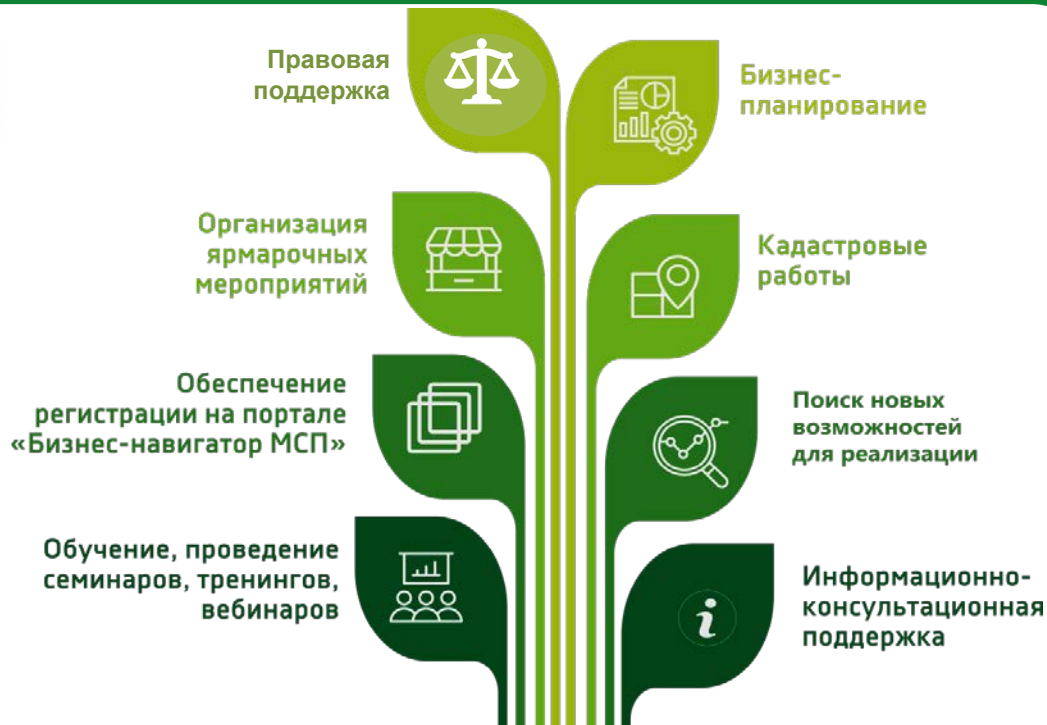 Правовая
поддержка
Бизнес-
планирование
Организация
ярмарочных
мероприятий
Кадастровые
работы
Обеспечение
регистрации на портале
«Бизнес-навигатор МСП»
Поиск новых
возможностей
для реализации
Обучение, проведение
семинаров, тренингов,
вебинаров
Информационно-
консультационная
поддержка